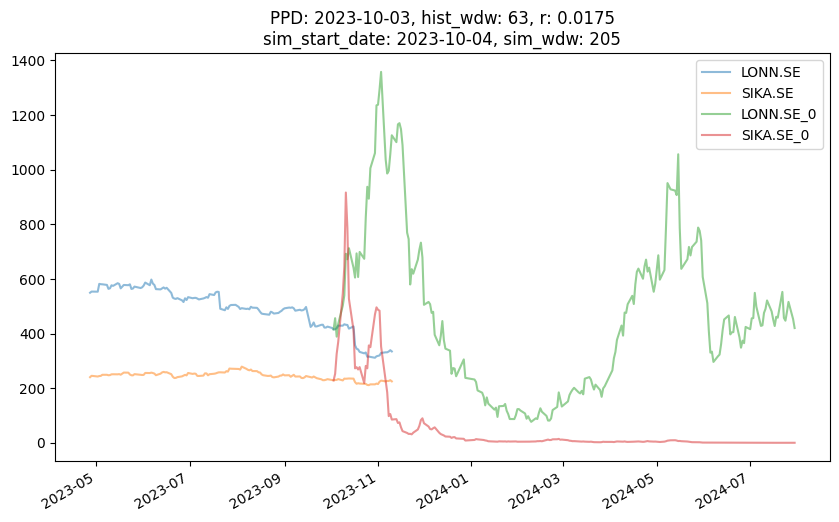 PPD: 2023-10-03, hist_wdw: 63, r: 0.0175
sim_start_date: 2023-10-04, sim_wdw: 205
1400
1200
1000
800
600
400
200
0
LONN.SE
SIKA.SE
LONN.SE_0
SIKA.SE_0
2023-05
2023-07
2023-09
2023-11
2024-01
2024-03
2024-05
2024-07